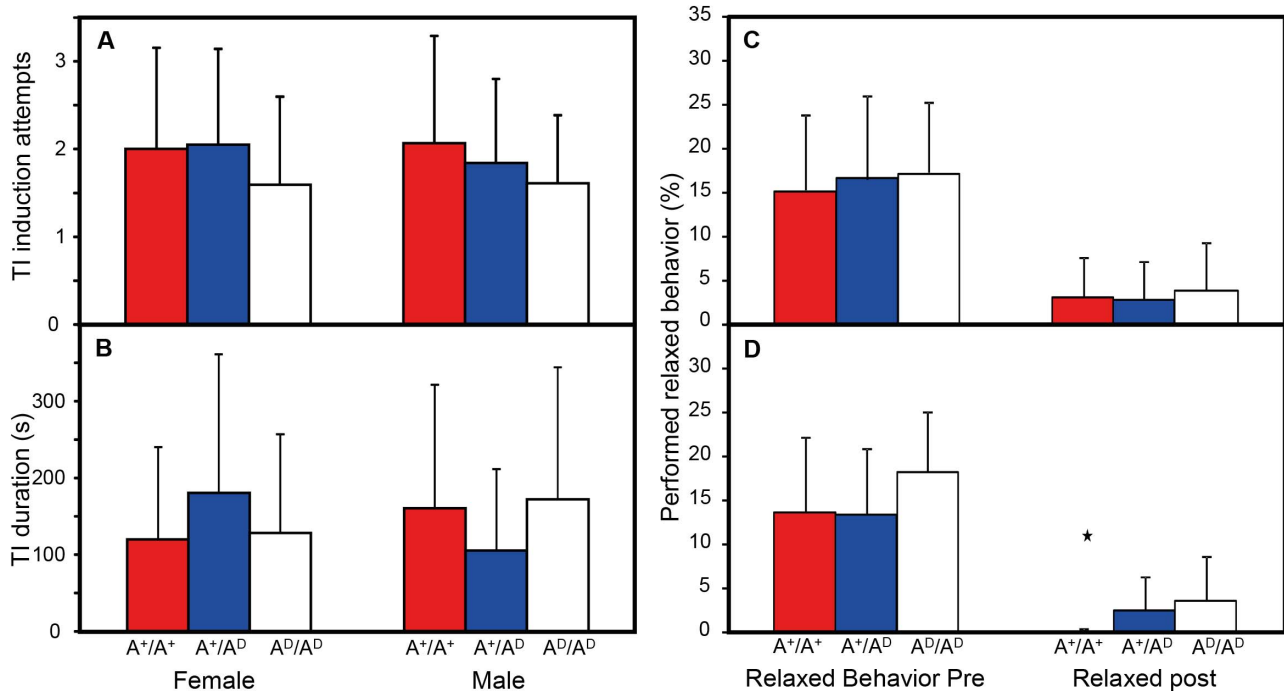 A
TI induction attempts
3
2
1
0
B
TI duration (s)
300
100
100
0
A⁺/A⁺ A⁺/Aᴰ Aᴰ/Aᴰ
A⁺/A⁺ A⁺/Aᴰ Aᴰ/Aᴰ
Female
Male
Performed relaxed behavior (%)
C
35
30
25
20
15
10
5
0
D
30
25
20
15
10
5
0
A⁺/A⁺ A⁺/Aᴰ Aᴰ/Aᴰ
A⁺/A⁺ A⁺/Aᴰ Aᴰ/Aᴰ
Relaxed Behavior Pre
Relaxed post